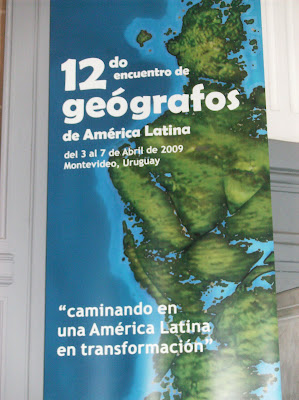 12do encuentro de
geógrafos
de América Latina
del 3 al 7 de Abril de 2009
Montevideo, Uruguay
“caminando en
una América Latina
en transformación”